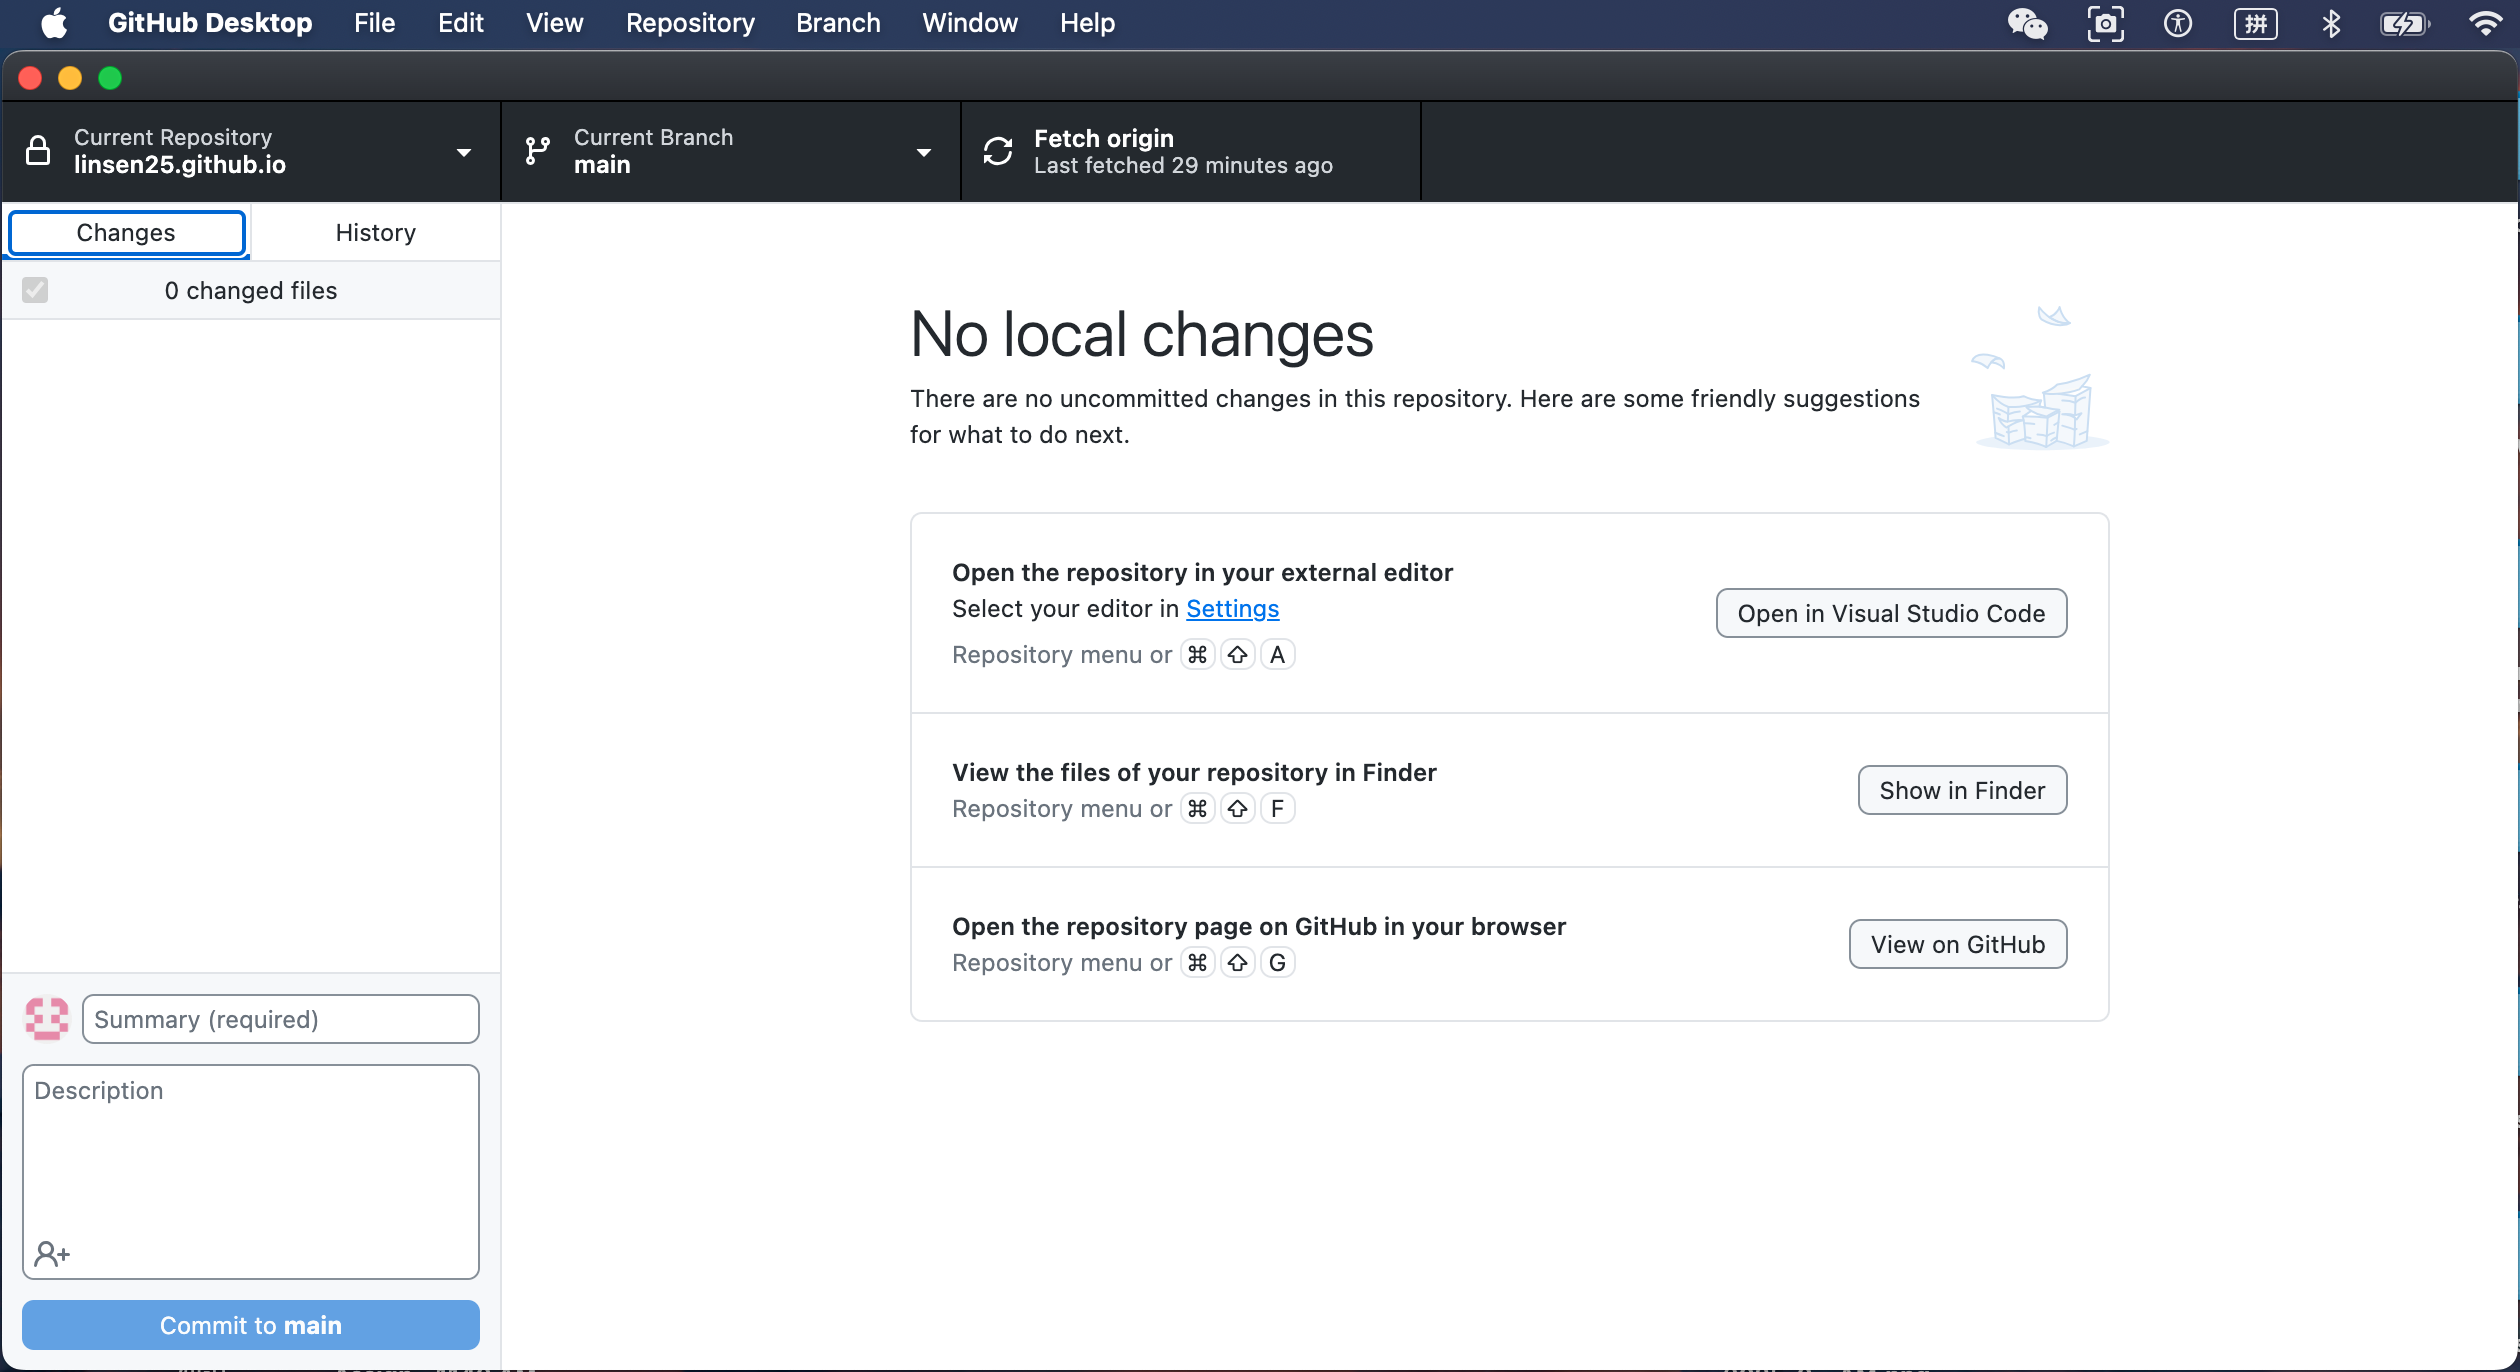 GitHub Desktop File Edit View Repository Branch Window Help 拼
Current Repository
linsen25.github.io
Current Branch
main
Fetch origin
Last fetched 29 minutes ago
Changes History
0 changed files
No local changes
There are no uncommitted changes in this repository. Here are some friendly suggestions
for what to do next.
Open the repository in your external editor
Select your editor in Settings
Repository menu or ⌘ ⇧ A
Open in Visual Studio Code
View the files of your repository in Finder
Repository menu or ⌘ ⇧ F
Show in Finder
Open the repository page on GitHub in your browser
Repository menu or ⌘ ⇧ G
View on GitHub
Summary (required)
Description
Commit to main